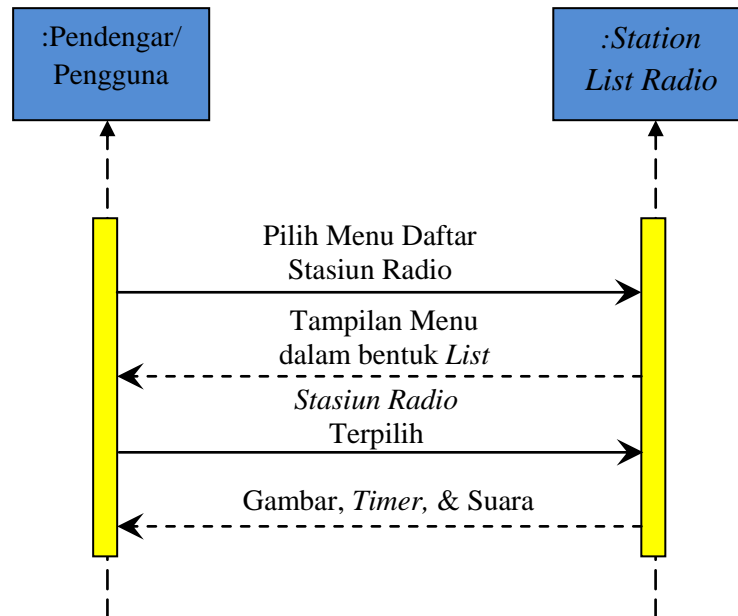 :Pendengar/
Pengguna
:Station
List Radio
Pilih Menu Daftar
Stasiun Radio
Tampilan Menu
dalam bentuk List
Stasiun Radio
Terpilih
Gambar, Timer, & Suara